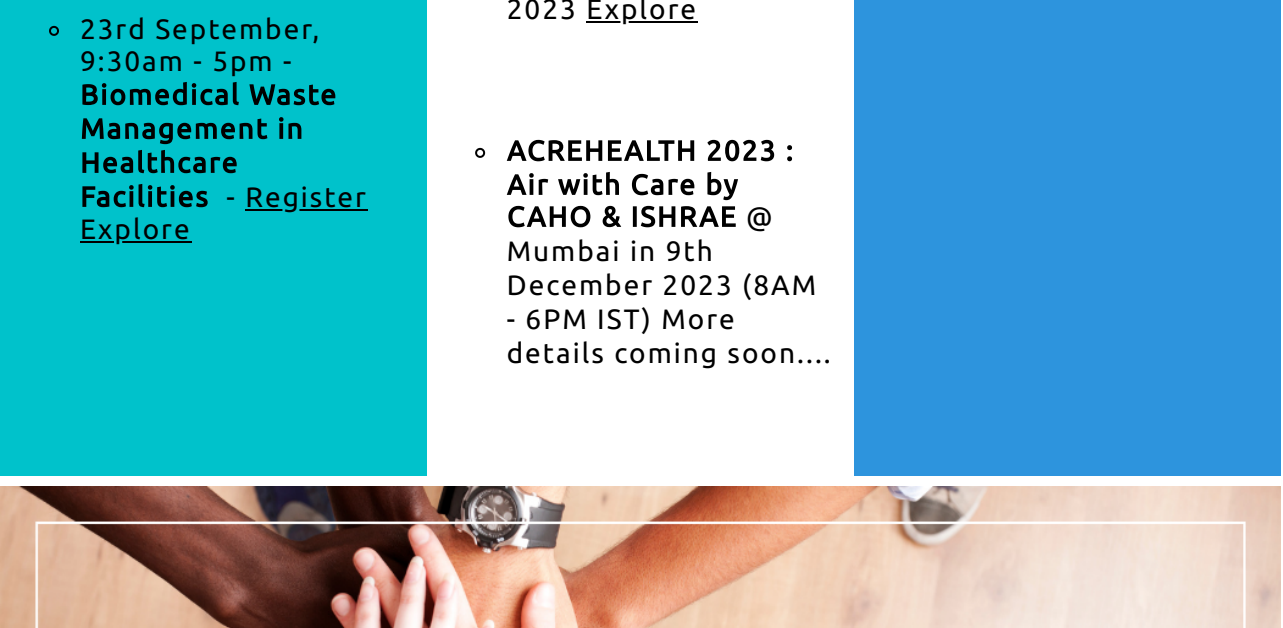 23rd September,
9:30am - 5pm -
Biomedical Waste
Management in
Healthcare
Facilities - Register
Explore
2023 Explore
ACREHEALTH 2023 :
Air with Care by
CAHO & ISHRAE @
Mumbai in 9th
December 2023 (8AM
- 6PM IST) More
details coming soon....